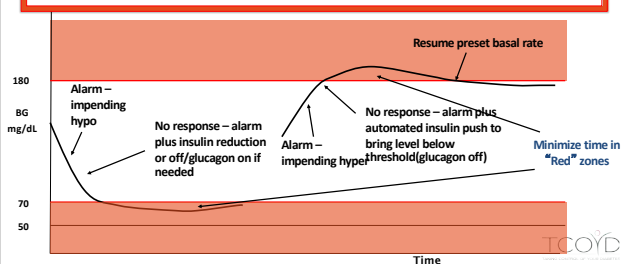 Resume preset basal rate
180
Alarm –
impending
hypo
BG
mg/dL
No response – alarm
plus insulin reduction
or off/glucagon on if
needed
Alarm –
impending hyper
No response – alarm plus
automated insulin push to
bring level below
threshold(glucagon off)
Minimize time in
“Red” zones
70
50
TCOYD
Time